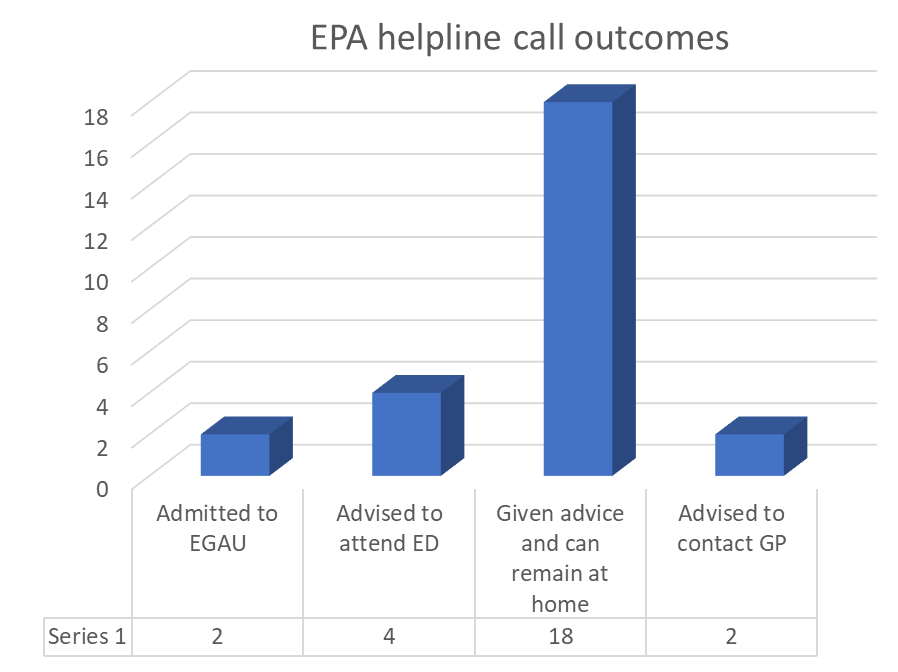 EPA helpline call outcomes
18
16
14
12
10
8
6
4
2
0
Admitted to
EGAU
Advised to
attend ED
Given advice
and can
remain at
home
Advised to
contact GP
Series 1 2 4 18 2